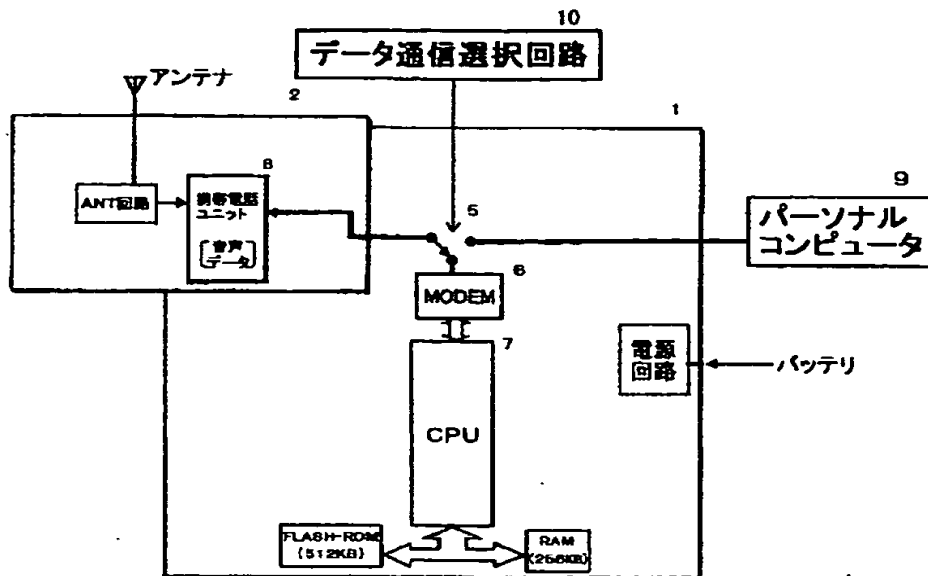 10
データ通信選択回路
アンテナ
2
1
9
パーソナル
コンピュータ
8
ANT回路
携帯電話
ユニット
[音声
データ]
5
6
MODEM
7
CPU
電源
回路
バッテリ
FLASH-ROM
(512KB)
RAM
(256KB)